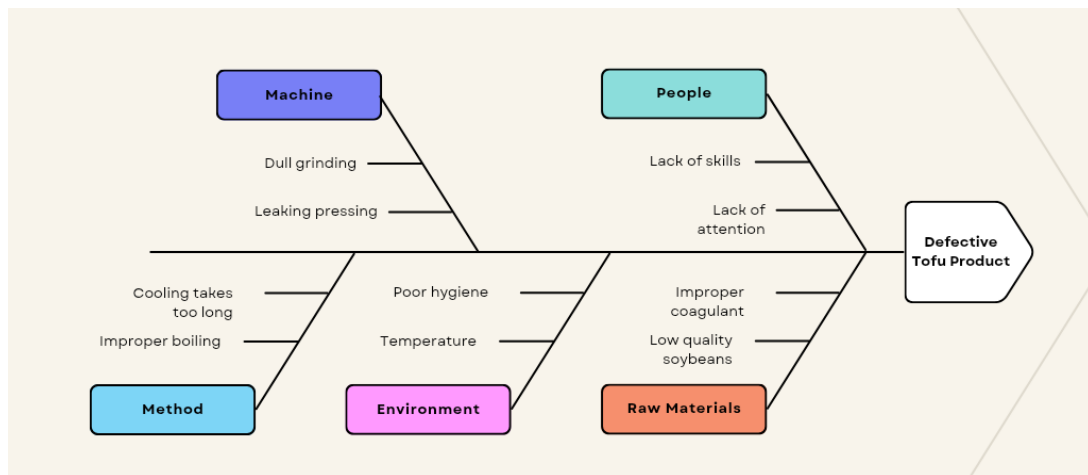 Machine
People
Dull grinding
Lack of skills
Leaking pressing
Lack of
attention
Defective
Tofu Product
Cooling takes
too long
Poor hygiene
Improper
coagulant
Improper boiling
Temperature
Low quality
soybeans
Method
Environment
Raw Materials